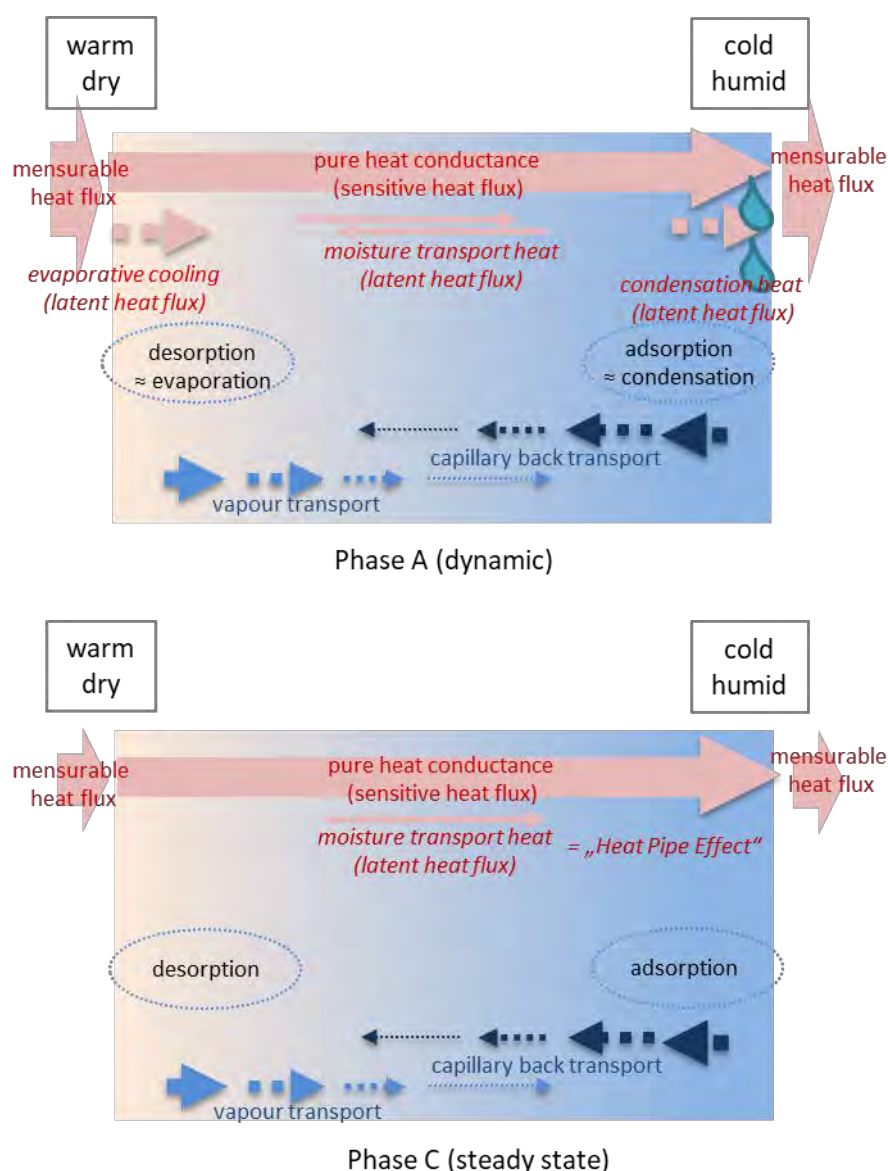 warm
dry
cold
humid
mensurable
heat flux
pure heat conductance
(sensitive heat flux)
mensurable
heat flux
evaporative cooling
(latent heat flux)
moisture transport heat
(latent heat flux)
condensation heat
(latent heat flux)
desorption
≈ evaporation
adsorption
≈ condensation
capillary back transport
vapour transport
Phase A (dynamic)
warm
dry
cold
humid
mensurable
heat flux
pure heat conductance
(sensitive heat flux)
mensurable
heat flux
moisture transport heat
(latent heat flux)
= „Heat Pipe Effect“
desorption
adsorption
capillary back transport
vapour transport
Phase C (steady state)